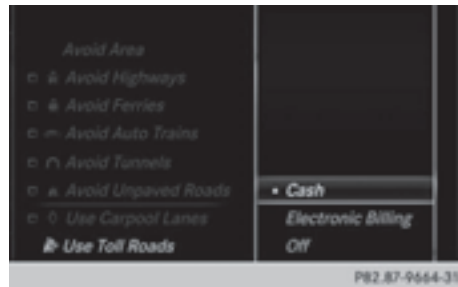 Avoid Area
Avoid Highways
Avoid Ferries
Avoid Auto Trains
Avoid Tunnels
Avoid Unpaved Roads
Use Carpool Lanes
Use Toll Roads
Cash
Electronic Billing
Off
P82.87-9664-31